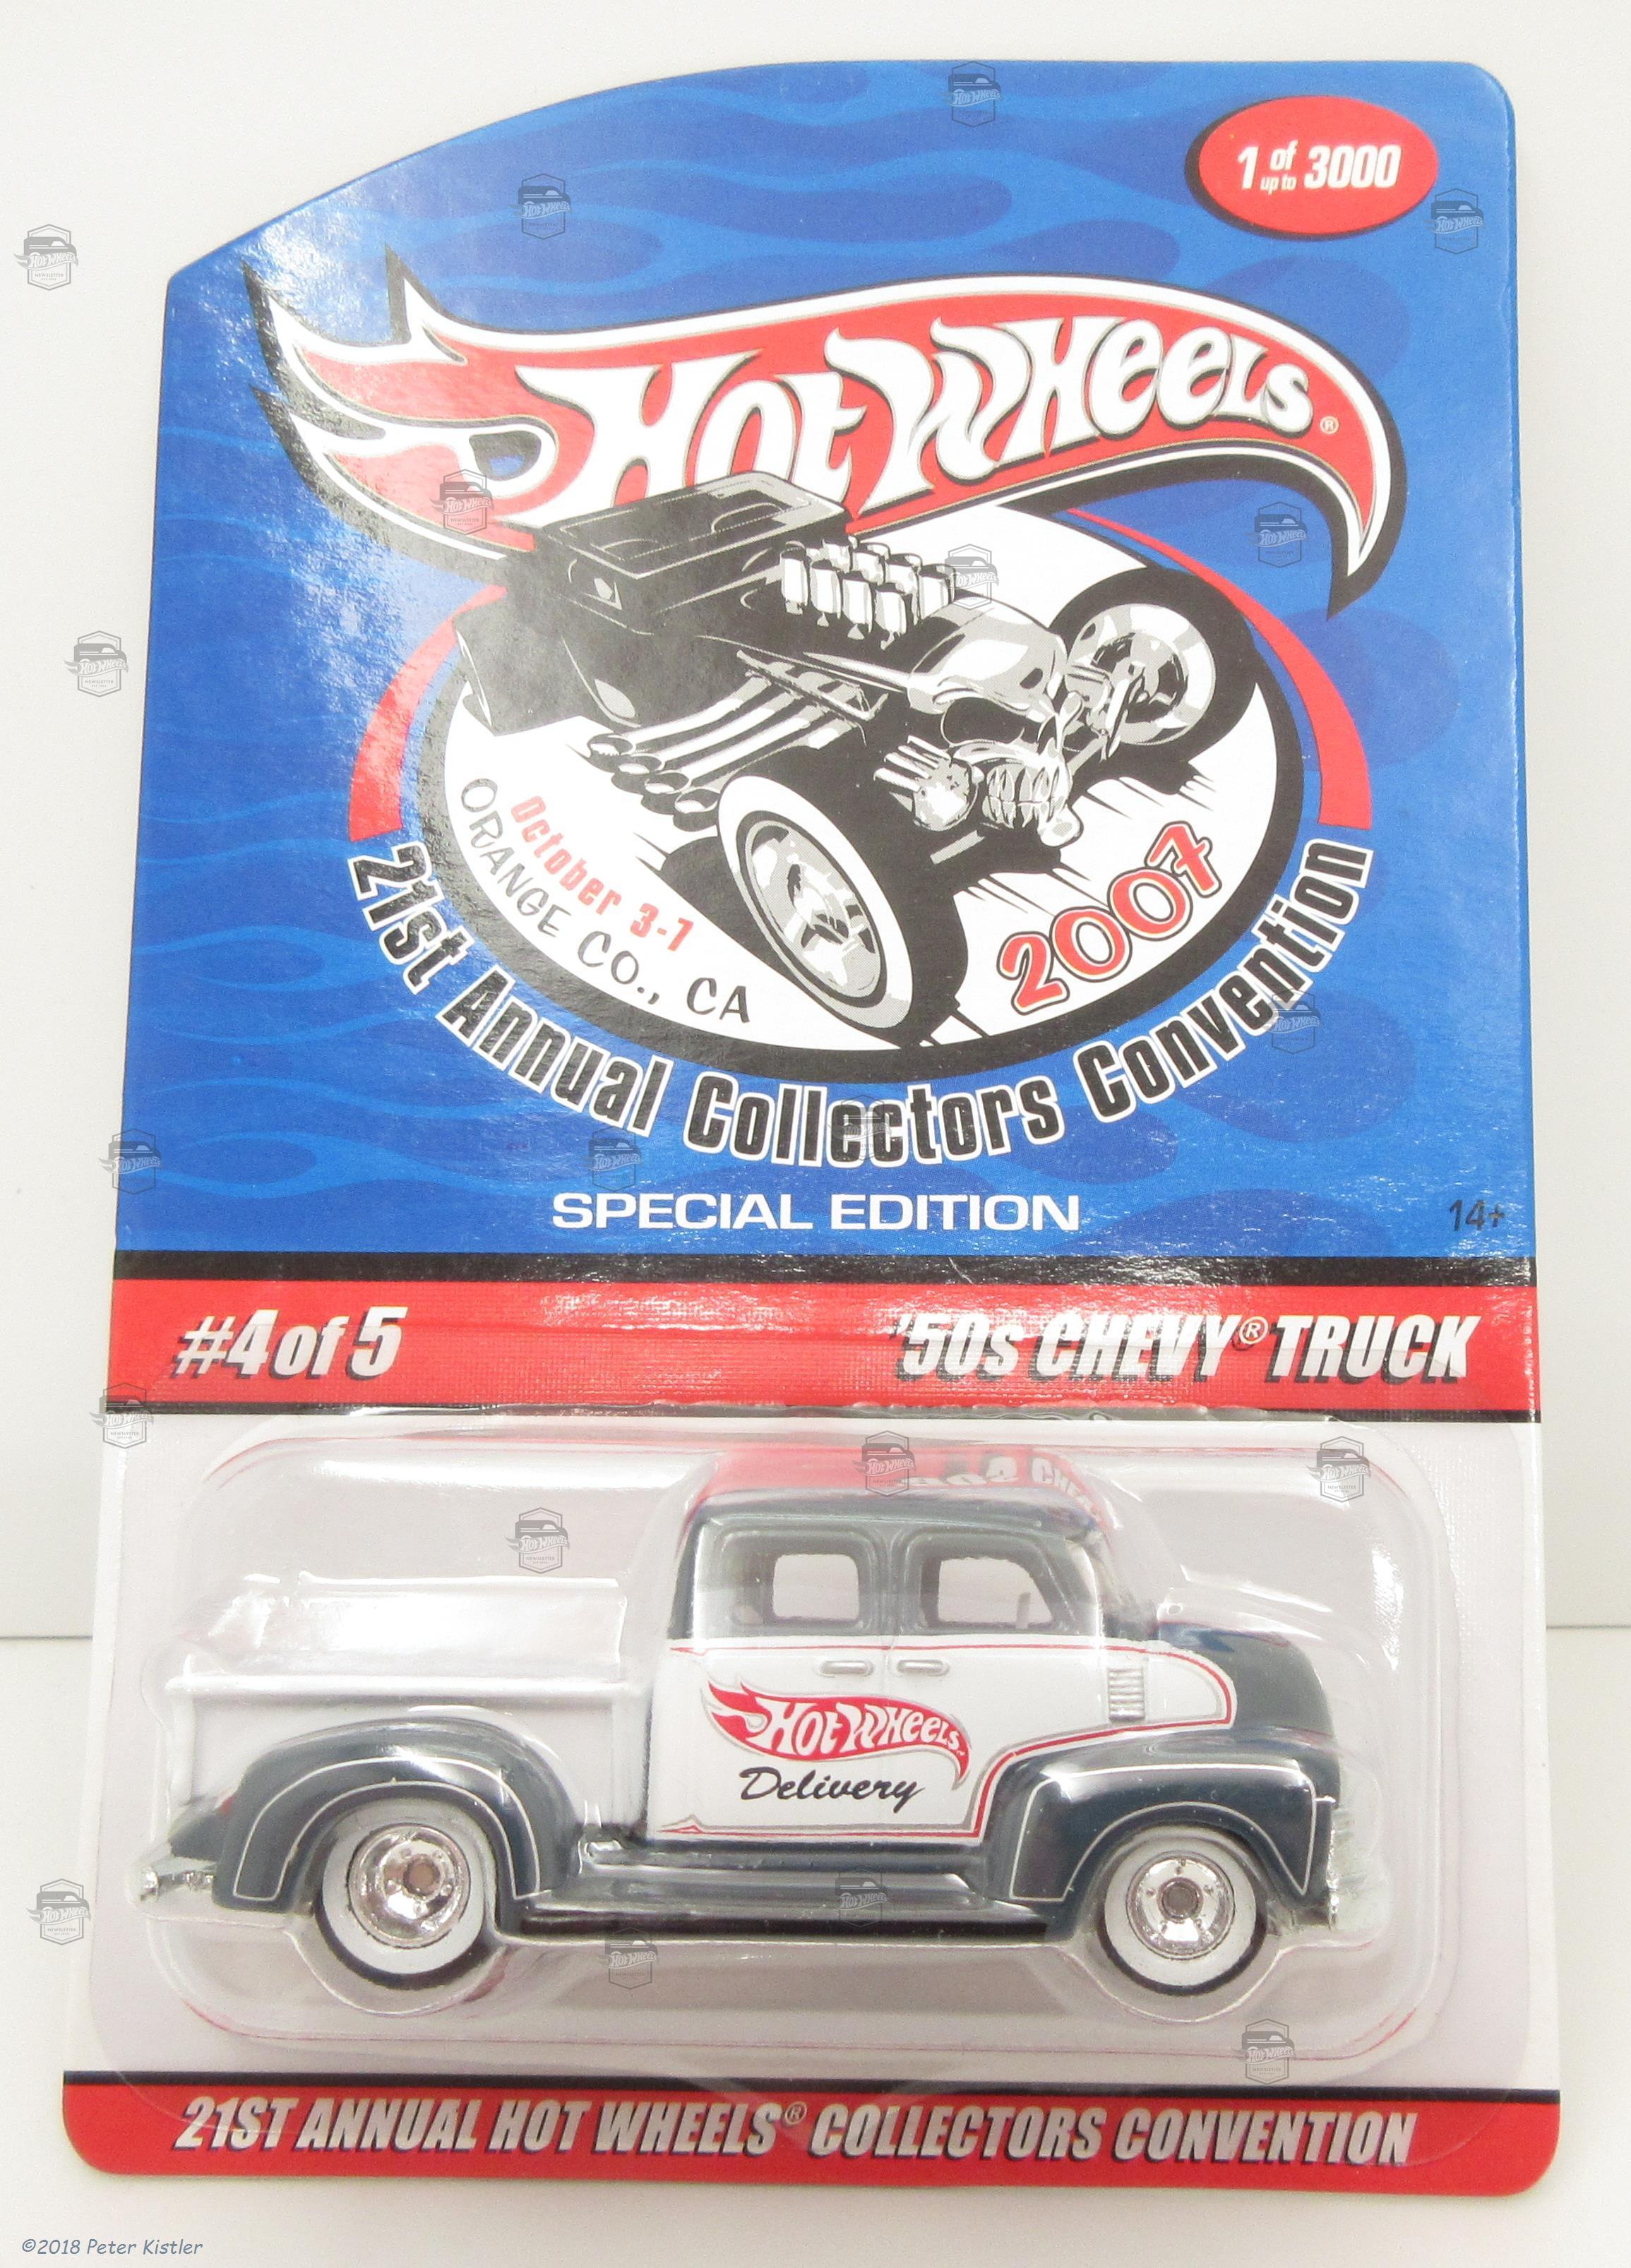 1 of up to 3000
Hot Wheels®
October 3-7
ORANGE CO., CA
2007
21st Annual Collectors Convention
SPECIAL EDITION
14+
#4 of 5
'50s CHEVY® TRUCK
Hot Wheels
Delivery
21ST ANNUAL HOT WHEELS® COLLECTORS CONVENTION
©2018 Peter Kistler